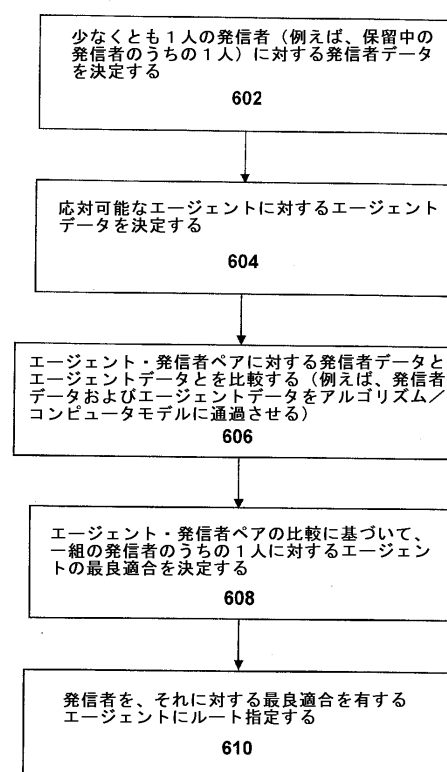 少なくとも１人の発信者（例えば、保留中の
発信者のうちの１人）に対する発信者データ
を決定する
602
応対可能なエージェントに対するエージェント
データを決定する
604
エージェント・発信者ペアに対する発信者データと
エージェントデータとを比較する（例えば、発信者
データおよびエージェントデータをアルゴリズム／
コンピュータモデルに通過させる）
606
エージェント・発信者ペアの比較に基づいて、
一組の発信者のうちの１人に対するエージェン
トの最良適合を決定する
608
発信者を、それに対する最良適合を有する
エージェントにルート指定する
610